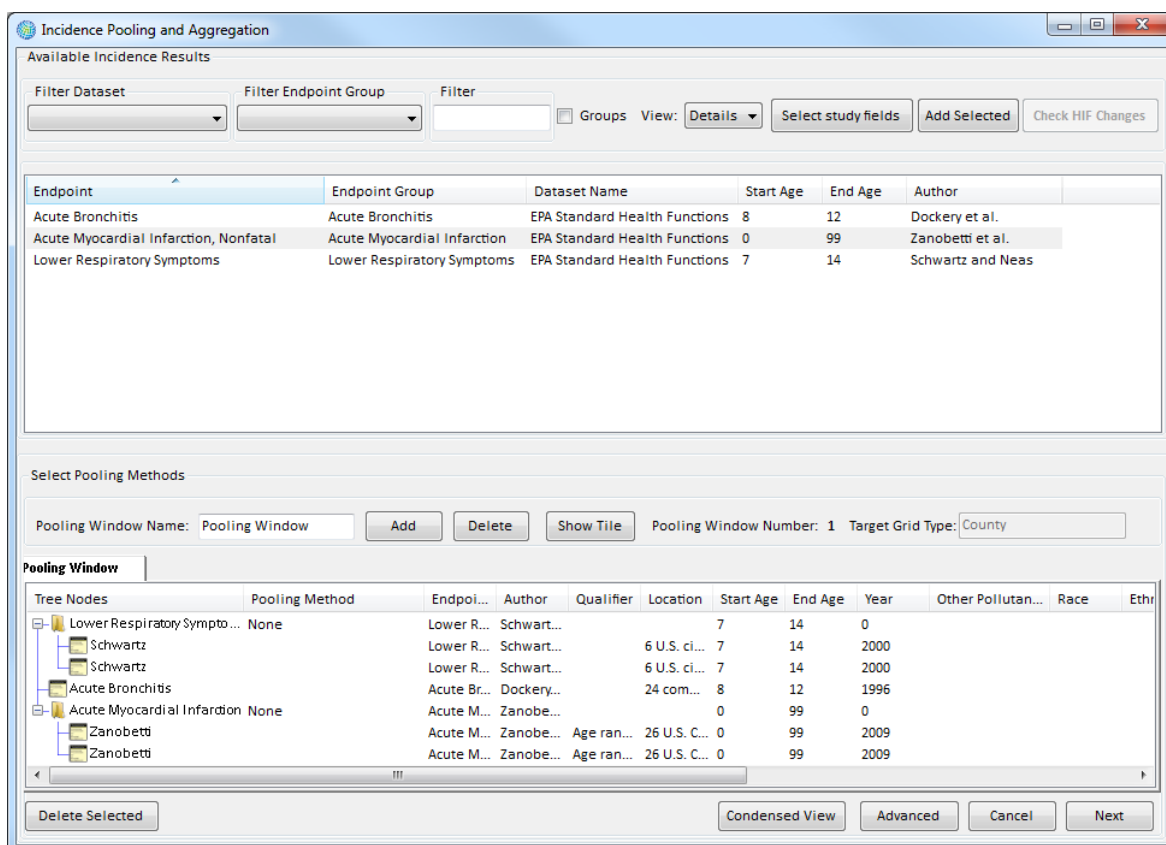 Incidence Pooling and Aggregation
Available Incidence Results
Filter Dataset Filter Endpoint Group Filter
Groups View: Details Select study fields Add Selected Check HIF Changes
Endpoint Endpoint Group Dataset Name Start Age End Age Author
Acute Bronchitis Acute Bronchitis EPA Standard Health Functions 8 12 Dockery et al.
Acute Myocardial Infarction, Nonfatal Acute Myocardial Infarction EPA Standard Health Functions 0 99 Zanobetti et al.
Lower Respiratory Symptoms Lower Respiratory Symptoms EPA Standard Health Functions 7 14 Schwartz and Neas
Select Pooling Methods
Pooling Window Name: Pooling Window Add Delete Show Tile Pooling Window Number: 1 Target Grid Type: County
Pooling Window
Tree Nodes Pooling Method Endpoi... Author Qualifier Location Start Age End Age Year Other Pollutan... Race Ethr
Lower Respiratory Sympto... None Lower R... Schwart... 7 14 0
Schwartz Lower R... Schwart... 6 U.S. ci... 7 14 2000
Schwartz Lower R... Schwart... 6 U.S. ci... 7 14 2000
Acute Bronchitis Acute Br... Dockery... 24 com... 8 12 1996
Acute Myocardial Infarction None Acute M... Zanobe... 0 99 0
Zanobetti Acute M... Zanobe... Age ran... 26 U.S. C... 0 99 2009
Zanobetti Acute M... Zanobe... Age ran... 26 U.S. C... 0 99 2009
Delete Selected Condensed View Advanced Cancel Next